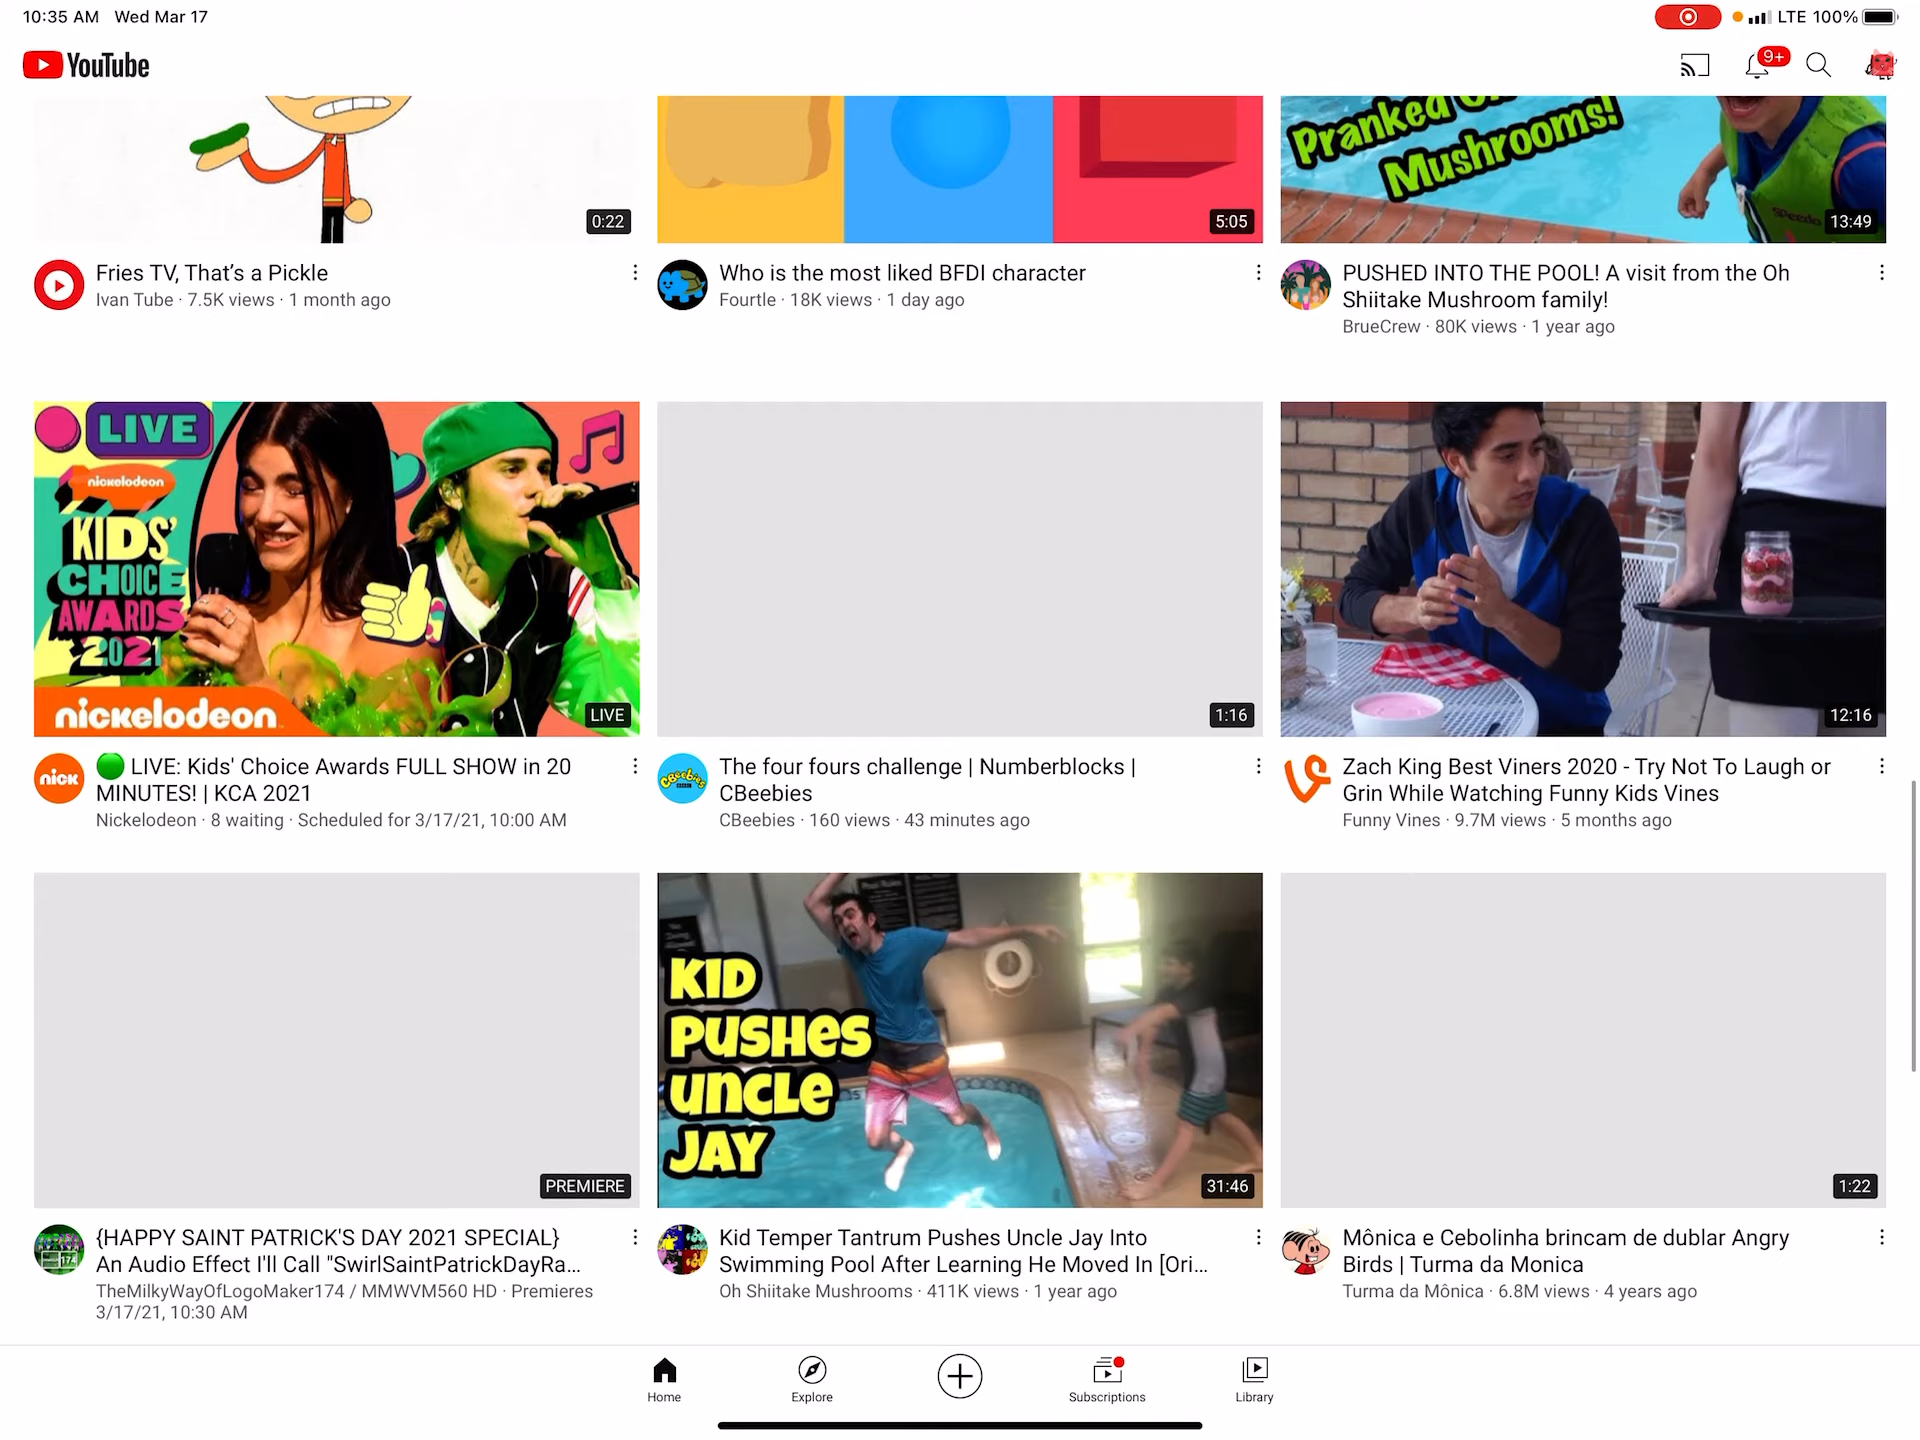 10:35 AM Wed Mar 17
LTE 100%
YouTube
9+
0:22
5:05
Pranked
Mushrooms!
speedo
13:49
Fries TV, That’s a Pickle
Ivan Tube · 7.5K views · 1 month ago
Who is the most liked BFDI character
Fourtle · 18K views · 1 day ago
PUSHED INTO THE POOL! A visit from the Oh
Shiitake Mushroom family!
BrueCrew · 80K views · 1 year ago
LIVE
nickelodeon
KIDS'
CHOICE
AWARDS
2021
nickelodeon
LIVE
1:16
12:16
nick
LIVE: Kids' Choice Awards FULL SHOW in 20
MINUTES! | KCA 2021
Nickelodeon · 8 waiting · Scheduled for 3/17/21, 10:00 AM
CBeebies
The four fours challenge | Numberblocks |
CBeebies
CBeebies · 160 views · 43 minutes ago
Zach King Best Viners 2020 - Try Not To Laugh or
Grin While Watching Funny Kids Vines
Funny Vines · 9.7M views · 5 months ago
PREMIERE
KID
PUSHES
UNCLE
JAY
31:46
1:22
174
{HAPPY SAINT PATRICK'S DAY 2021 SPECIAL}
An Audio Effect I'll Call "SwirlSaintPatrickDayRa...
TheMilkyWayOfLogoMaker174 / MMWVM560 HD · Premieres
3/17/21, 10:30 AM
Kid Temper Tantrum Pushes Uncle Jay Into
Swimming Pool After Learning He Moved In [Ori...
Oh Shiitake Mushrooms · 411K views · 1 year ago
Mônica e Cebolinha brincam de dublar Angry
Birds | Turma da Monica
Turma da Mônica · 6.8M views · 4 years ago
Home
Explore
Subscriptions
Library